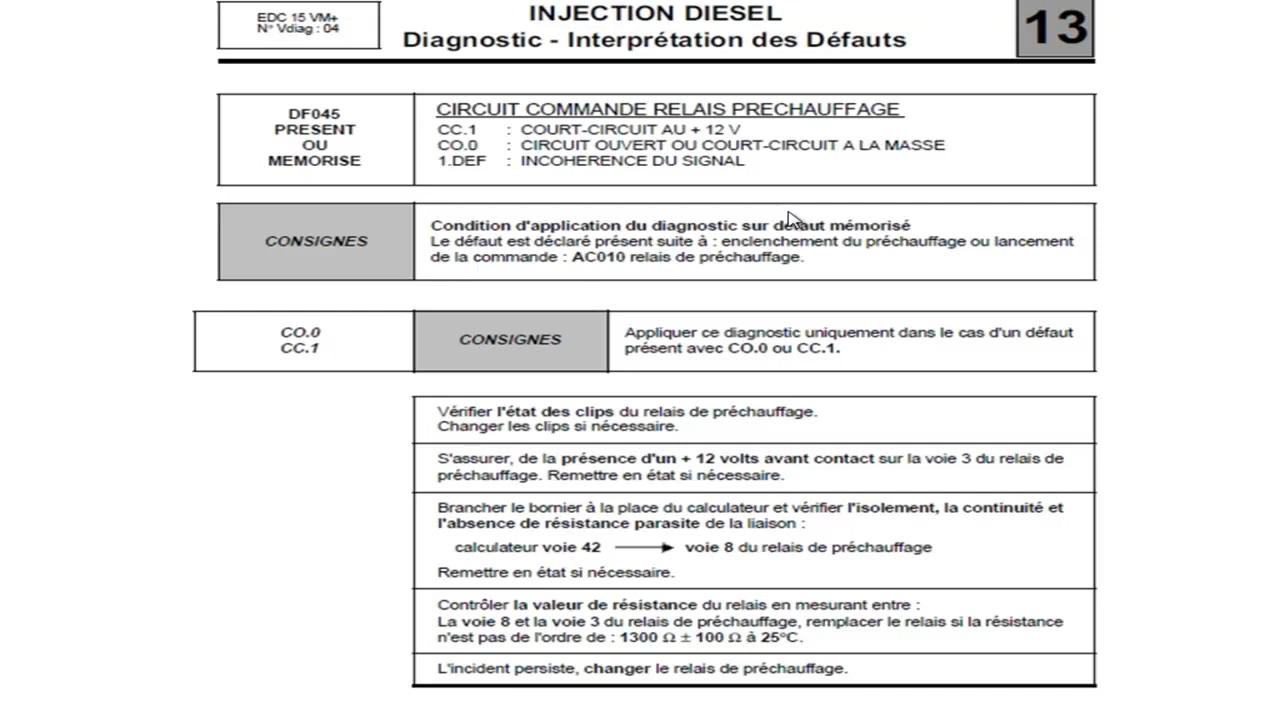 EDC 15 VM+
N° Vdiag : 04
INJECTION DIESEL
Diagnostic - Interprétation des Défauts
13
DF045
PRESENT
OU
MEMORISE
CIRCUIT COMMANDE RELAIS PRECHAUFFAGE
CC.1 : COURT-CIRCUIT AU + 12 V
CO.0 : CIRCUIT OUVERT OU COURT-CIRCUIT A LA MASSE
1.DEF : INCOHERENCE DU SIGNAL
CONSIGNES
Condition d'application du diagnostic sur défaut mémorisé
Le défaut est déclaré présent suite à : enclenchement du préchauffage ou lancement
de la commande : AC010 relais de préchauffage.
CO.0
CC.1
CONSIGNES
Appliquer ce diagnostic uniquement dans le cas d'un défaut
présent avec CO.0 ou CC.1.
Vérifier l'état des clips du relais de préchauffage.
Changer les clips si nécessaire.
S'assurer, de la présence d'un + 12 volts avant contact sur la voie 3 du relais de
préchauffage. Remettre en état si nécessaire.
Brancher le bornier à la place du calculateur et vérifier l'isolement, la continuité et
l'absence de résistance parasite de la liaison :
calculateur voie 42 → voie 8 du relais de préchauffage
Remettre en état si nécessaire.
Contrôler la valeur de résistance du relais en mesurant entre :
La voie 8 et la voie 3 du relais de préchauffage, remplacer le relais si la résistance
n'est pas de l'ordre de : 1300 Ω ± 100 Ω à 25°C.
L'incident persiste, changer le relais de préchauffage.